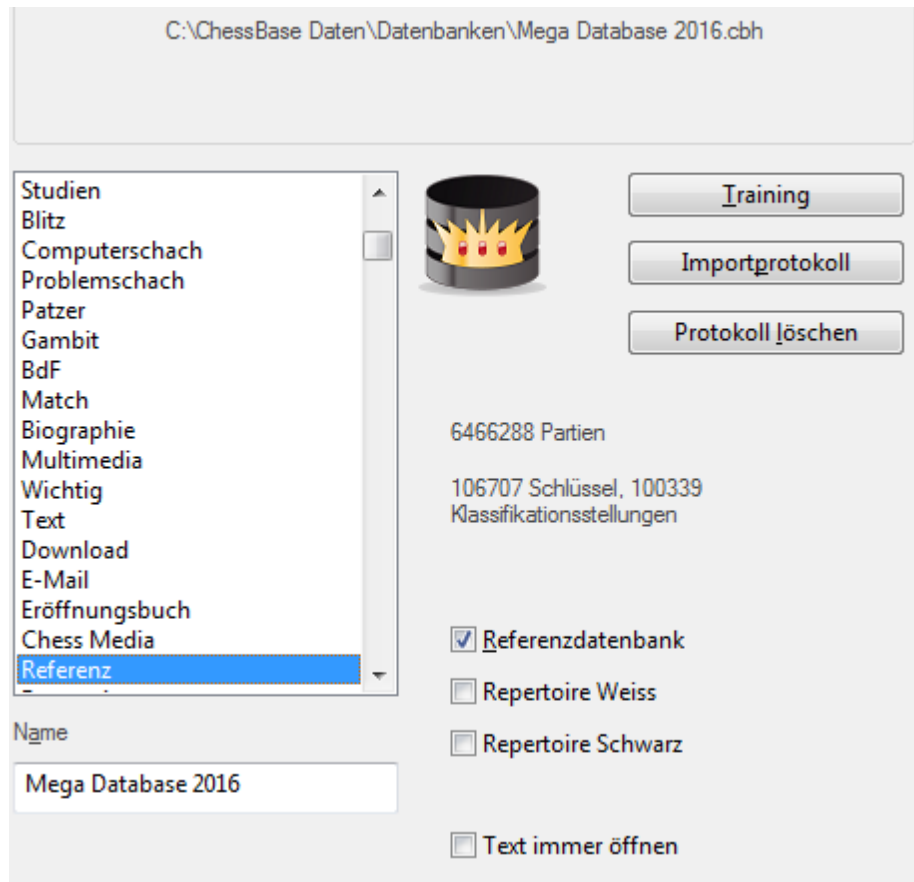 C:\ChessBase Daten\Datenbanken\Mega Database 2016.cbh
Studien
Blitz
Computerschach
Problemschach
Patzer
Gambit
BdF
Match
Biographie
Multimedia
Wichtig
Text
Download
E-Mail
Eröffnungsbuch
Chess Media
Referenz
Name
Mega Database 2016
Training
Importprotokoll
Protokoll löschen
6466288 Partien
106707 Schlüssel, 100339
Klassifikationsstellungen
Referenzdatenbank
Repertoire Weiss
Repertoire Schwarz
Text immer öffnen